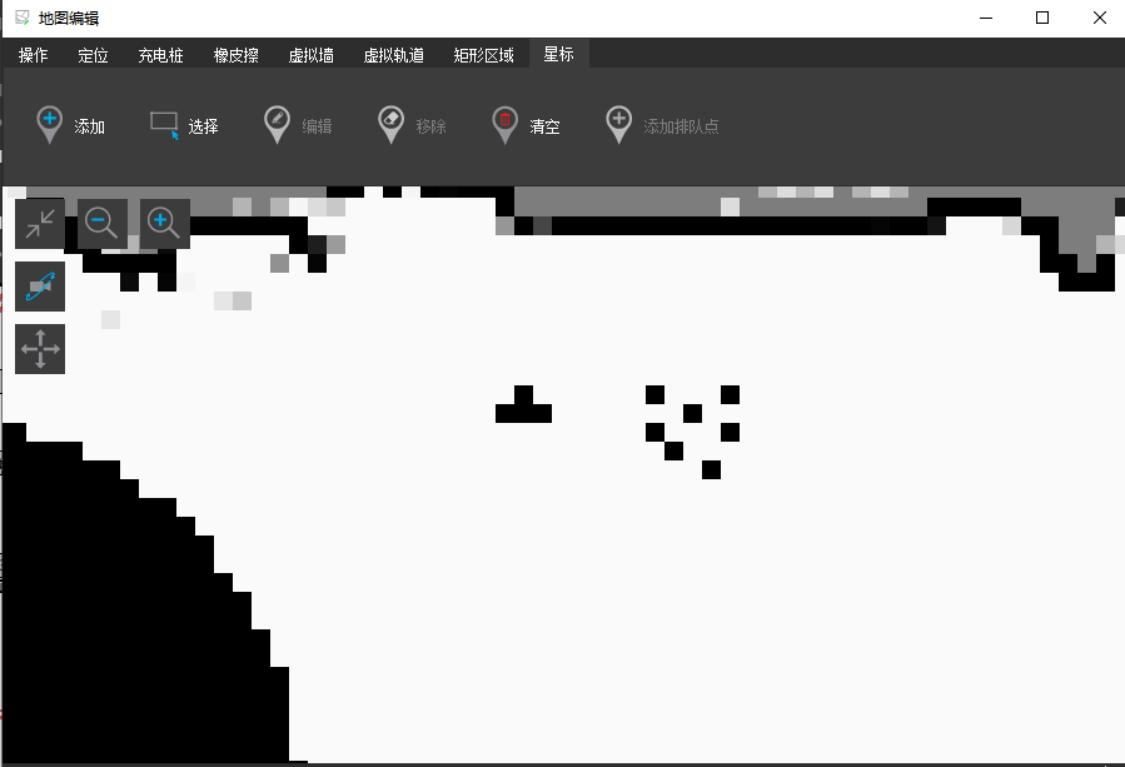 地图编辑
操作 定位 充电桩 橡皮擦 虚拟墙 虚拟轨道 矩形区域 星标
添加 选择 编辑 移除 清空 添加排队点